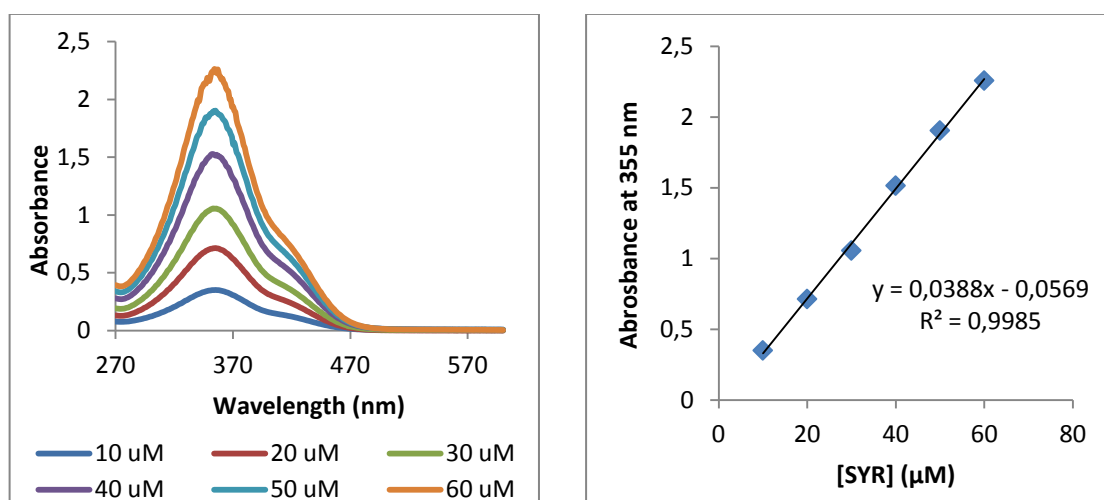 2,5
2
1,5
1
0,5
0
Absorbance
270 370 470 570
Wavelength (nm)
10 uM 20 uM 30 uM
40 uM 50 uM 60 uM
2,5
2
1,5
1
0,5
0
Abrosbance at 355 nm
y = 0,0388x - 0,0569
R² = 0,9985
0 20 40 60 80
[SYR] (µM)